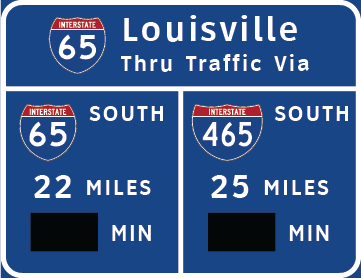 INTERSTATE
65
Louisville
Thru Traffic Via
INTERSTATE
65
SOUTH
22 MILES
MIN
INTERSTATE
465
SOUTH
25 MILES
MIN